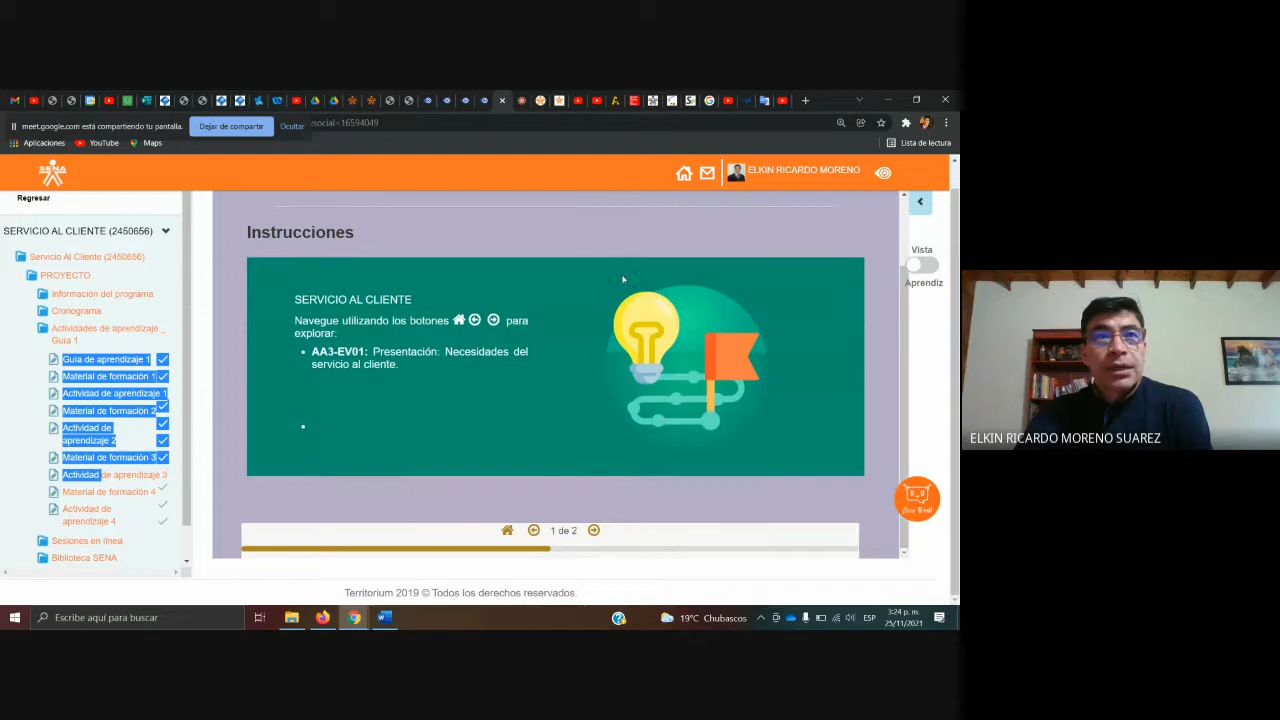 meet.google.com está compartiendo tu pantalla.
Dejar de compartir
Ocultar
esocial=16594049
Aplicaciones
YouTube
Maps
Lista de lectura
SENA
ELKIN RICARDO MORENO
Regresar
SERVICIO AL CLIENTE (2450656)
Servicio Al Cliente (2450656)
PROYECTO
Información del programa
Cronograma
Actividades de aprendizaje _
Guía 1
Guía de aprendizaje 1
Material de formación 1
Actividad de aprendizaje 1
Material de formación 2
Actividad de
aprendizaje 2
Material de formación 3
Actividad de aprendizaje 3
Material de formación 4
Actividad de
aprendizaje 4
Sesiones en línea
Biblioteca SENA
Instrucciones
SERVICIO AL CLIENTE
Navegue utilizando los botones para
explorar:
• AA3-EV01: Presentación: Necesidades del
servicio al cliente.
•
1 de 2
Vista
Aprendiz
¡Soy Eva!
Territorium 2019 © Todos los derechos reservados.
Escribe aquí para buscar
19°C Chubascos
ESP
3:24 p. m.
25/11/2021
ELKIN RICARDO MORENO SUAREZ